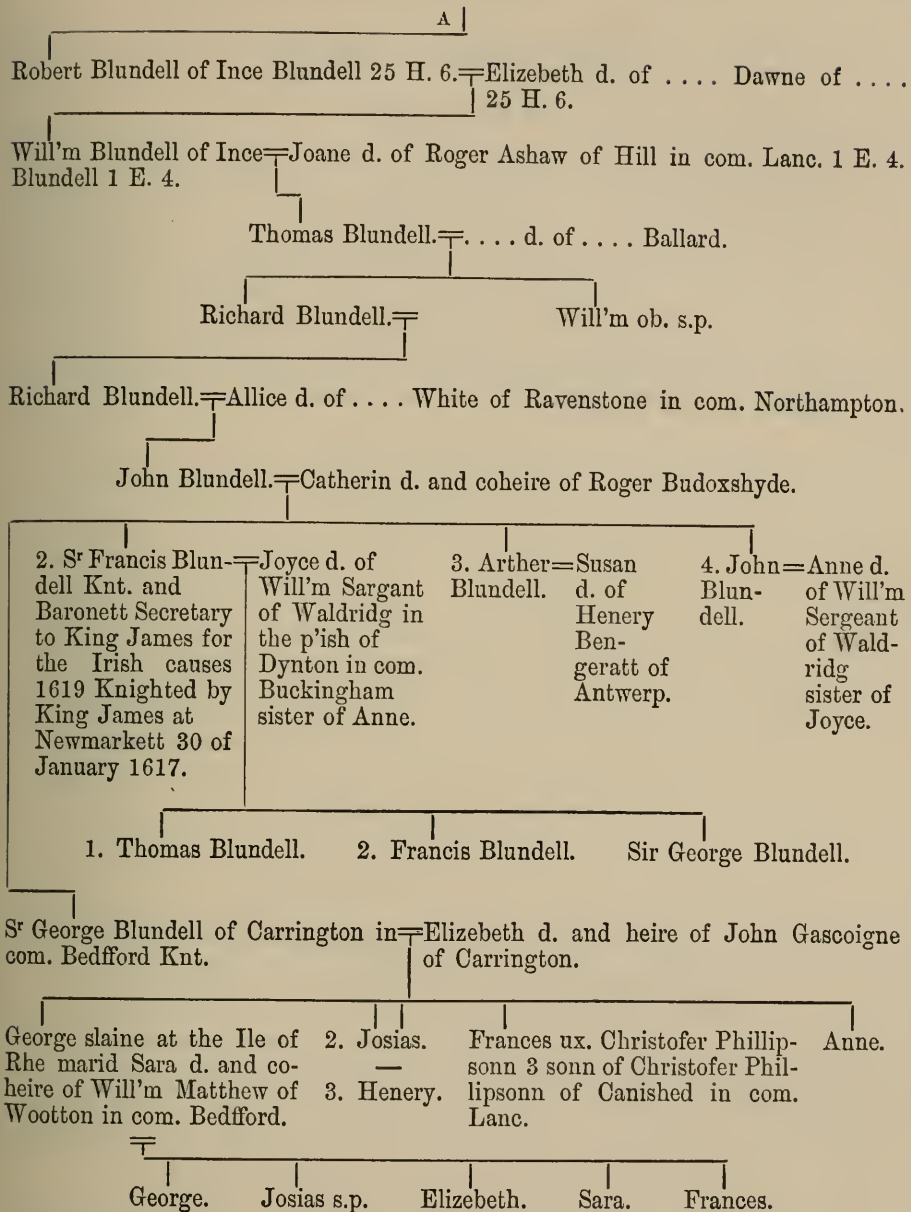 A
Robert Blundell of Ince Blundell 25 H. 6.
Elizebeth d. of . . . . Dawne of . . . .
25 H. 6.
Will'm Blundell of Ince
Blundell 1 E. 4.
Joane d. of Roger Ashaw of Hill in com. Lanc. 1 E. 4.
Thomas Blundell.
. . . . d. of . . . . Ballard.
Richard Blundell.
Will'm ob. s.p.
Richard Blundell.
Allice d. of . . . . White of Ravenstone in com. Northampton.
John Blundell.
Catherin d. and coheire of Roger Budoxshyde.
2. Sr Francis Blun-
dell Knt. and
Baronett Secretary
to King James for
the Irish causes
1619 Knighted by
King James at
Newmarkett 30 of
January 1617.
Joyce d. of
Will'm Sargant
of Waldridg in
the p'ish of
Dynton in com.
Buckingham
sister of Anne.
3. Arther
Blundell.
Susan
d. of
Henery
Ben-
geratt of
Antwerp.
4. John
Blun-
dell.
Anne d.
of Will'm
Sergeant
of Wald-
ridg
sister of
Joyce.
1. Thomas Blundell.
2. Francis Blundell.
Sir George Blundell.
Sr George Blundell of Carrington in
com. Bedfford Knt.
Elizebeth d. and heire of John Gascoigne
of Carrington.
George slaine at the Ile of
Rhe marid Sara d. and co-
heire of Will'm Matthew of
Wootton in com. Bedfford.
2. Josias.
—
3. Henery.
Frances ux. Christofer Phillip-
sonn 3 sonn of Christofer Phil-
lipsonn of Canished in com.
Lanc.
Anne.
George.
Josias s.p.
Elizebeth.
Sara.
Frances.